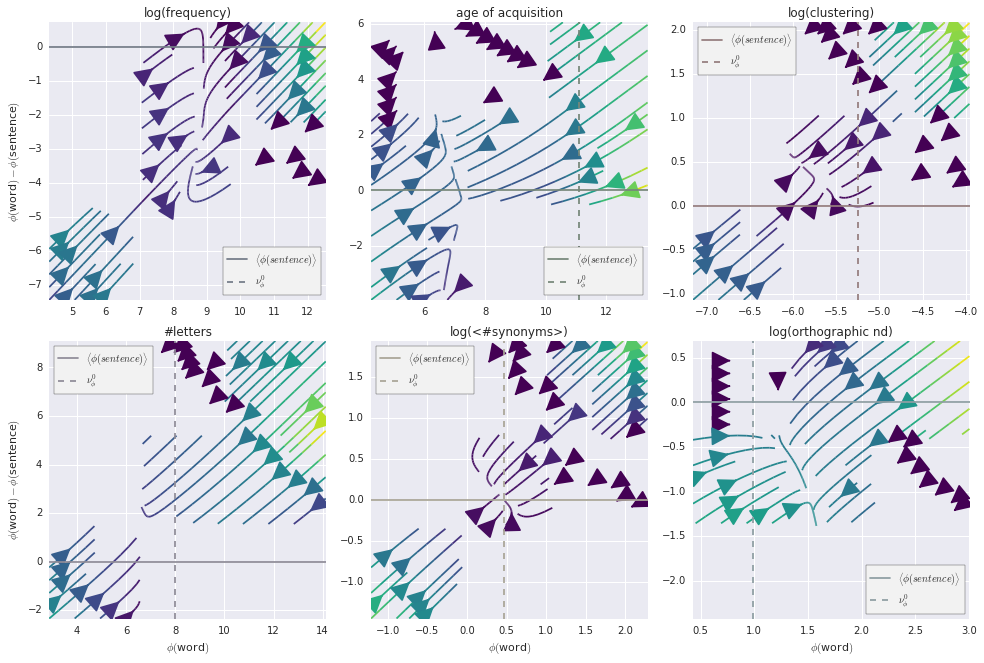 log(frequency)
0
−1
−2
−3
−4
−5
−6
−7
5 6 7 8 9 10 11 12
ϕ(word) − ϕ(sentence)
⟨ϕ(sentence)⟩
ν⁰_ϕ
age of acquisition
6
4
2
0
−2
6 8 10 12
⟨ϕ(sentence)⟩
ν⁰_ϕ
log(clustering)
2.0
1.5
1.0
0.5
0.0
−0.5
−1.0
−7.0 −6.5 −6.0 −5.5 −5.0 −4.5 −4.0
⟨ϕ(sentence)⟩
ν⁰_ϕ
#letters
8
6
4
2
0
−2
4 6 8 10 12 14
ϕ(word)
ϕ(word) − ϕ(sentence)
⟨ϕ(sentence)⟩
ν⁰_ϕ
log(<#synonyms>)
1.5
1.0
0.5
0.0
−0.5
−1.0
−1.0 −0.5 0.0 0.5 1.0 1.5 2.0
ϕ(word)
⟨ϕ(sentence)⟩
ν⁰_ϕ
log(orthographic nd)
0.5
0.0
−0.5
−1.0
−1.5
−2.0
0.5 1.0 1.5 2.0 2.5 3.0
ϕ(word)
⟨ϕ(sentence)⟩
ν⁰_ϕ